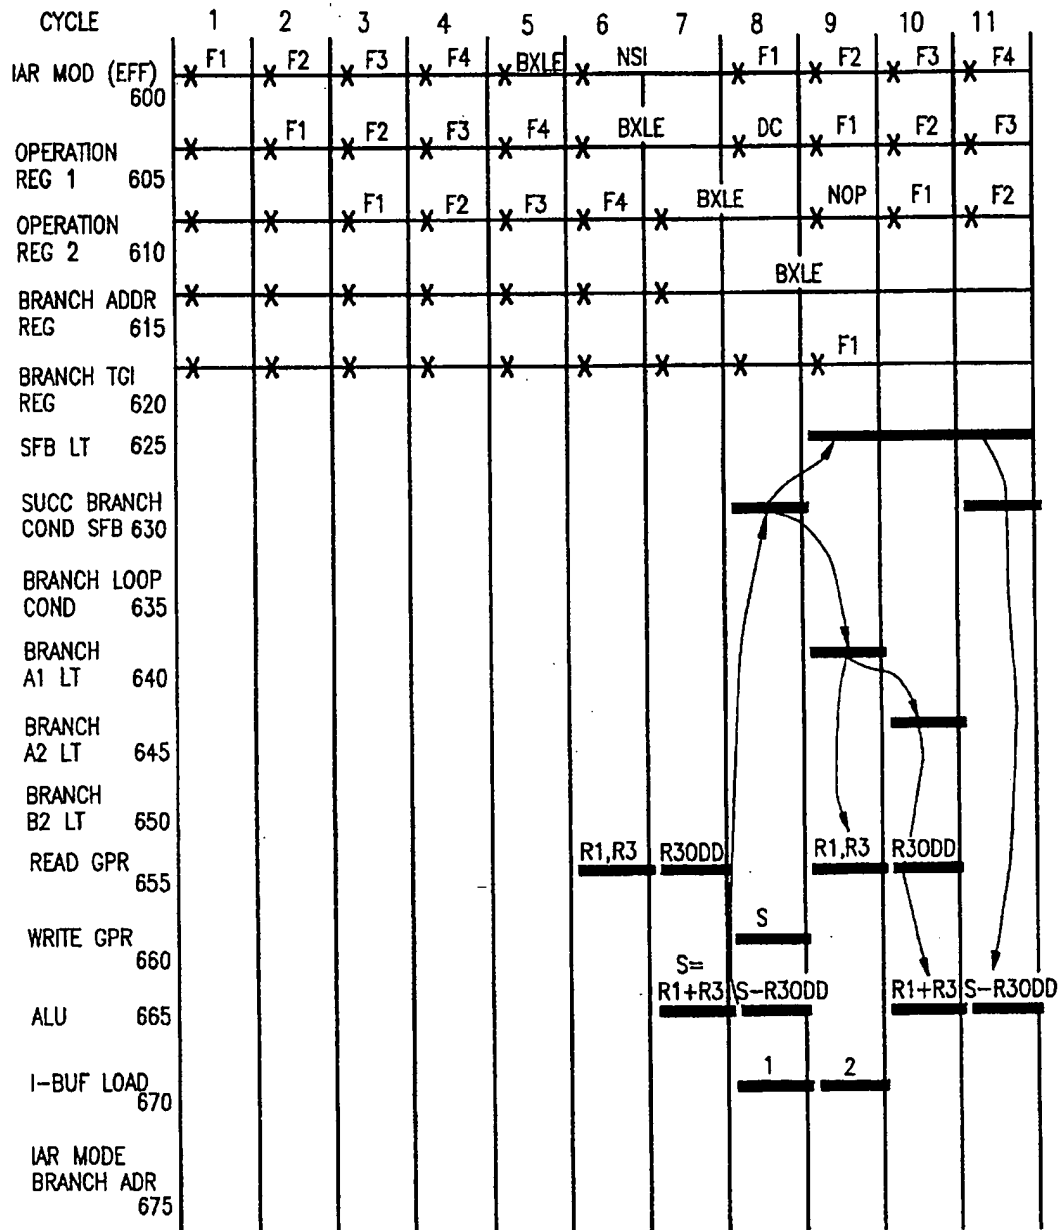 CYCLE 1 2 3 4 5 6 7 8 9 10 11
IAR MOD (EFF) F1 F2 F3 F4 BXLE NSI F1 F2 F3 F4
600
F1 F2 F3 F4 BXLE DC F1 F2 F3
OPERATION
REG 1 605
F1 F2 F3 F4 BXLE NOP F1 F2
OPERATION
REG 2 610
BXLE
BRANCH ADDR
REG 615
F1
BRANCH TGI
REG 620
SFB LT 625
SUCC BRANCH
COND SFB 630
BRANCH LOOP
COND 635
BRANCH
A1 LT 640
BRANCH
A2 LT 645
BRANCH
B2 LT 650
READ GPR R1,R3 R3ODD R1,R3 R3ODD
655
WRITE GPR S
660
S=
R1+R3 S-R3ODD R1+R3 S-R3ODD
ALU 665
I-BUF LOAD 1 2
670
IAR MODE
BRANCH ADR
675